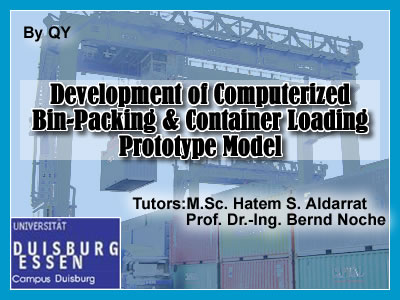 By QY
Development of Computerized
Bin-Packing & Container Loading
Prototype Model
Tutors:M.Sc. Hatem S. Aldarrat
Prof. Dr.-Ing. Bernd Noche
UNIVERSITÄT
DUISBURG
ESSEN
Campus Duisburg